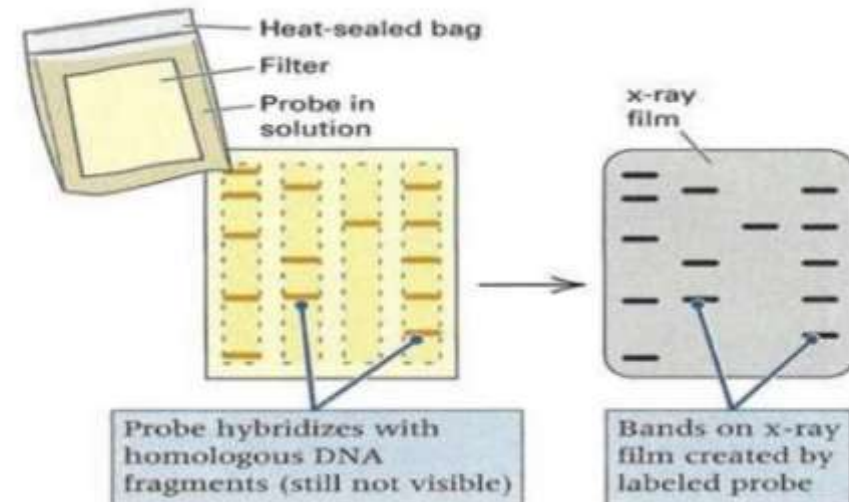 Heat-sealed bag
Filter
Probe in
solution
x-ray
film
Probe hybridizes with
homologous DNA
fragments (still not visible)
Bands on x-ray
film created by
labeled probe